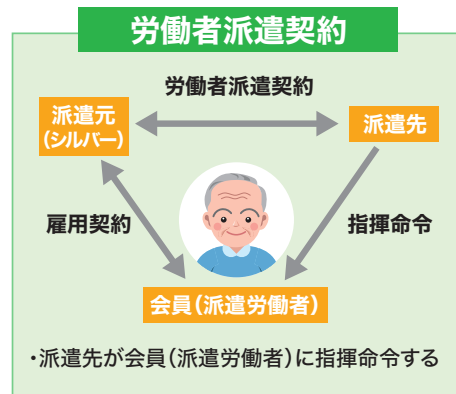 労働者派遣契約
労働者派遣契約
派遣元
(シルバー)
派遣先
雇用契約
指揮命令
会員(派遣労働者)
・派遣先が会員(派遣労働者)に指揮命令する